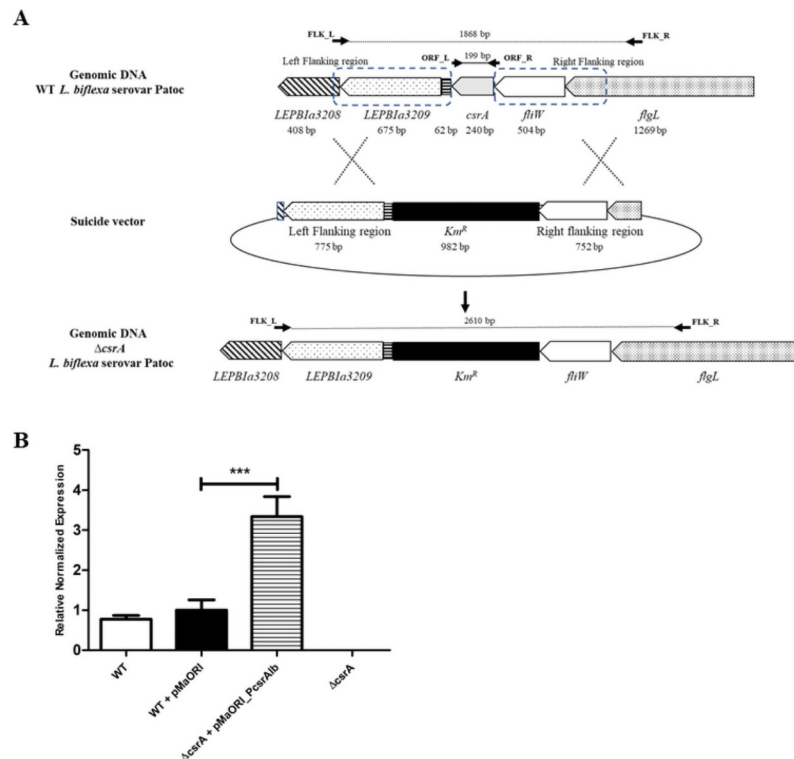 A
FLK_L
1868 bp
FLK_R
Left Flanking region
ORF_L
199 bp
ORF_R
Right Flanking region
Genomic DNA
WT L. biflexa serovar Patoc
LEPBIa3208
LEPBIa3209
csrA
fliW
flgL
408 bp
675 bp
62 bp
240 bp
504 bp
1269 bp
Suicide vector
Left Flanking region
KmR
Right flanking region
775 bp
982 bp
752 bp
FLK_L
2610 bp
FLK_R
Genomic DNA
ΔcsrA
L. biflexa serovar Patoc
LEPBIa3208
LEPBIa3209
KmR
fliW
flgL
B
Relative Normalized Expression
5
4
3
2
1
0
***
WT
WT + pMaORI
ΔcsrA + pMaORI_PcsrAlb
ΔcsrA